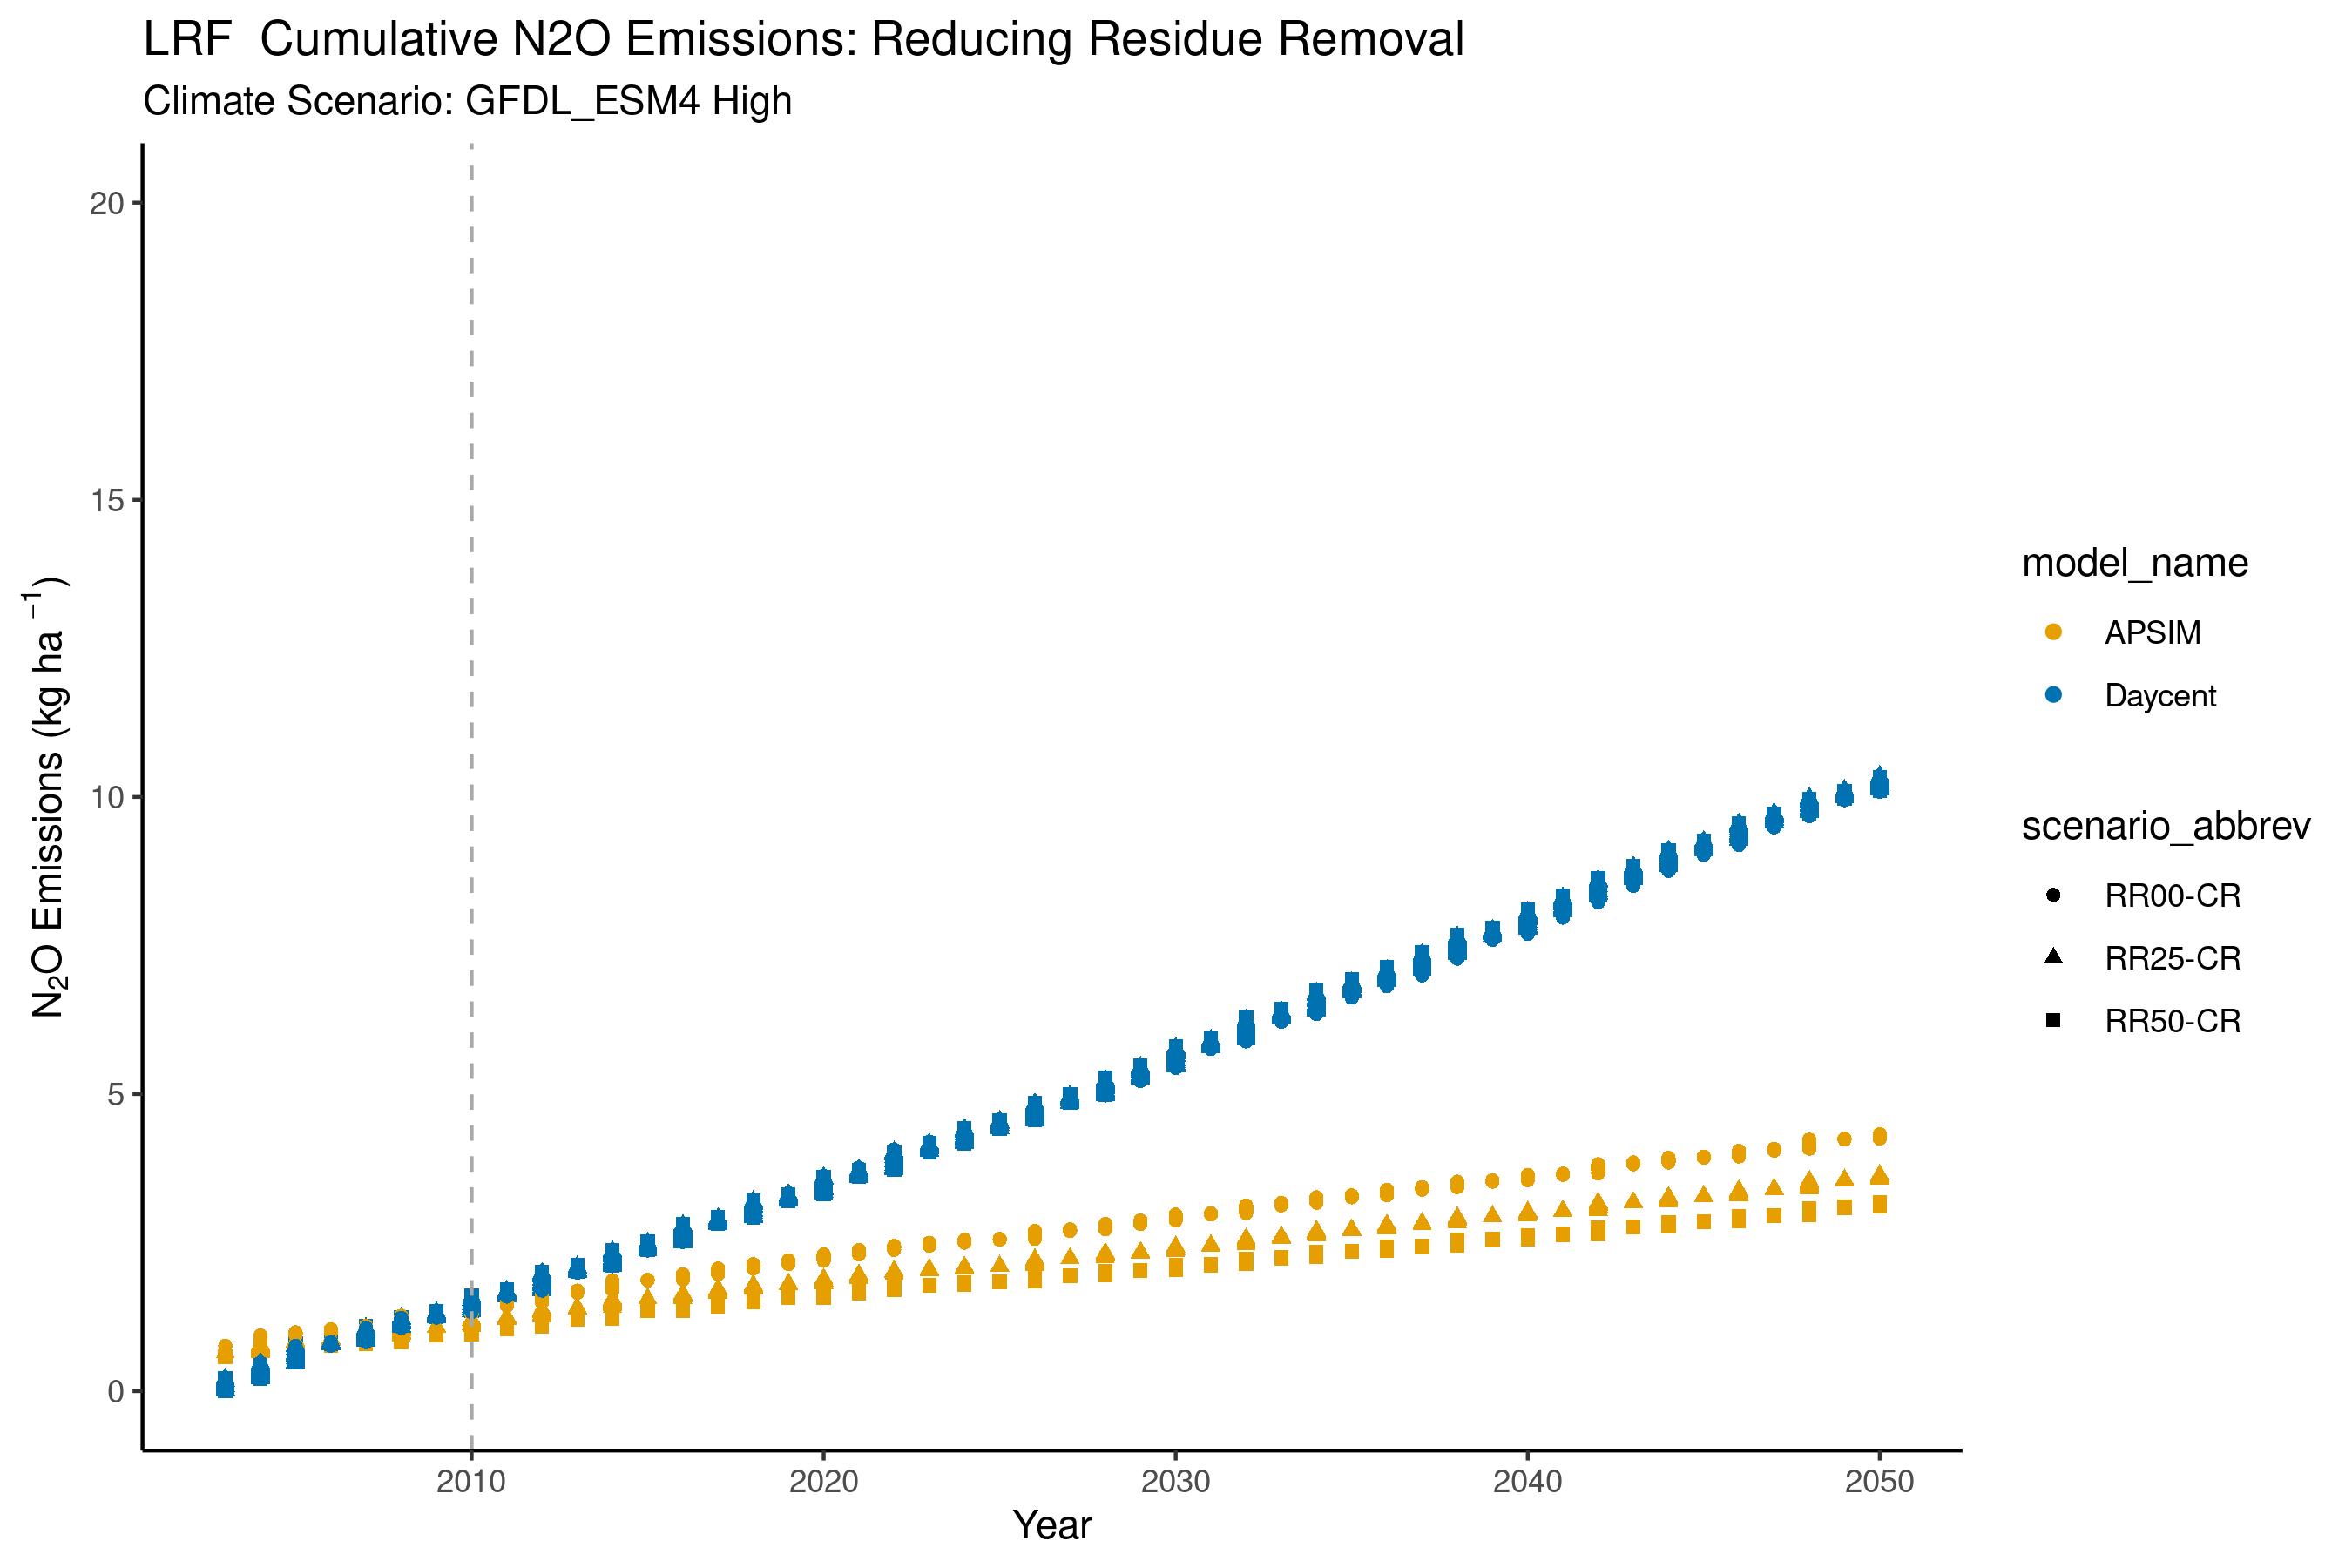 LRF  Cumulative N2O Emissions: Reducing Residue Removal
Climate Scenario: GFDL_ESM4 High
N₂O Emissions (kg ha⁻¹)
20
15
10
5
0
2010
2020
2030
2040
2050
Year
model_name
APSIM
Daycent
scenario_abbrev
RR00-CR
RR25-CR
RR50-CR